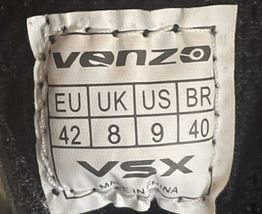 venzo
EU UK US BR
42 8 9 40
VSX
MADE IN CHINA